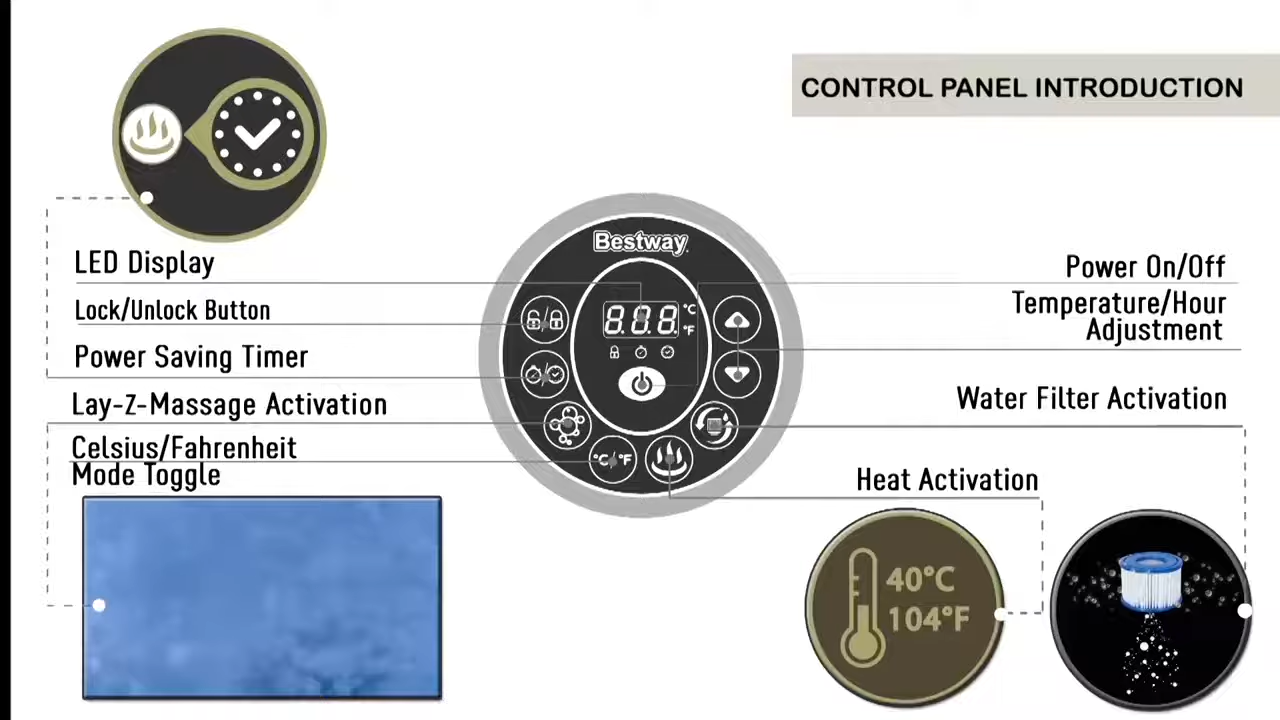 CONTROL PANEL INTRODUCTION
Bestway
LED Display
Lock/Unlock Button
Power Saving Timer
Lay-Z-Massage Activation
Celsius/Fahrenheit
Mode Toggle
8.0.8.
°C
°F
°C/°F
Power On/Off
Temperature/Hour
Adjustment
Water Filter Activation
Heat Activation
40°C
104°F